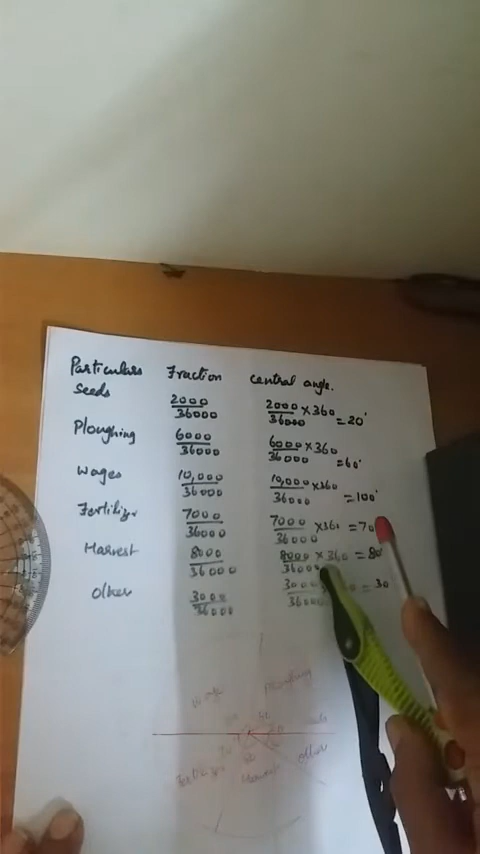 Particulars Fraction central angle.
Seeds 2000/36000 2000/36000 × 360 = 20°
Ploughing 6000/36000 6000/36000 × 360 = 60°
Wages 10,000/36000 10,000/36000 × 360 = 100°
Fertilizer 7000/36000 7000/36000 × 360 = 70
Harvest 8000/36000 8000/36000 × 360 = 80°
Other 3000/36000 3000/36000 = 30
Wage Ploughing
Fertilizer Harvest other